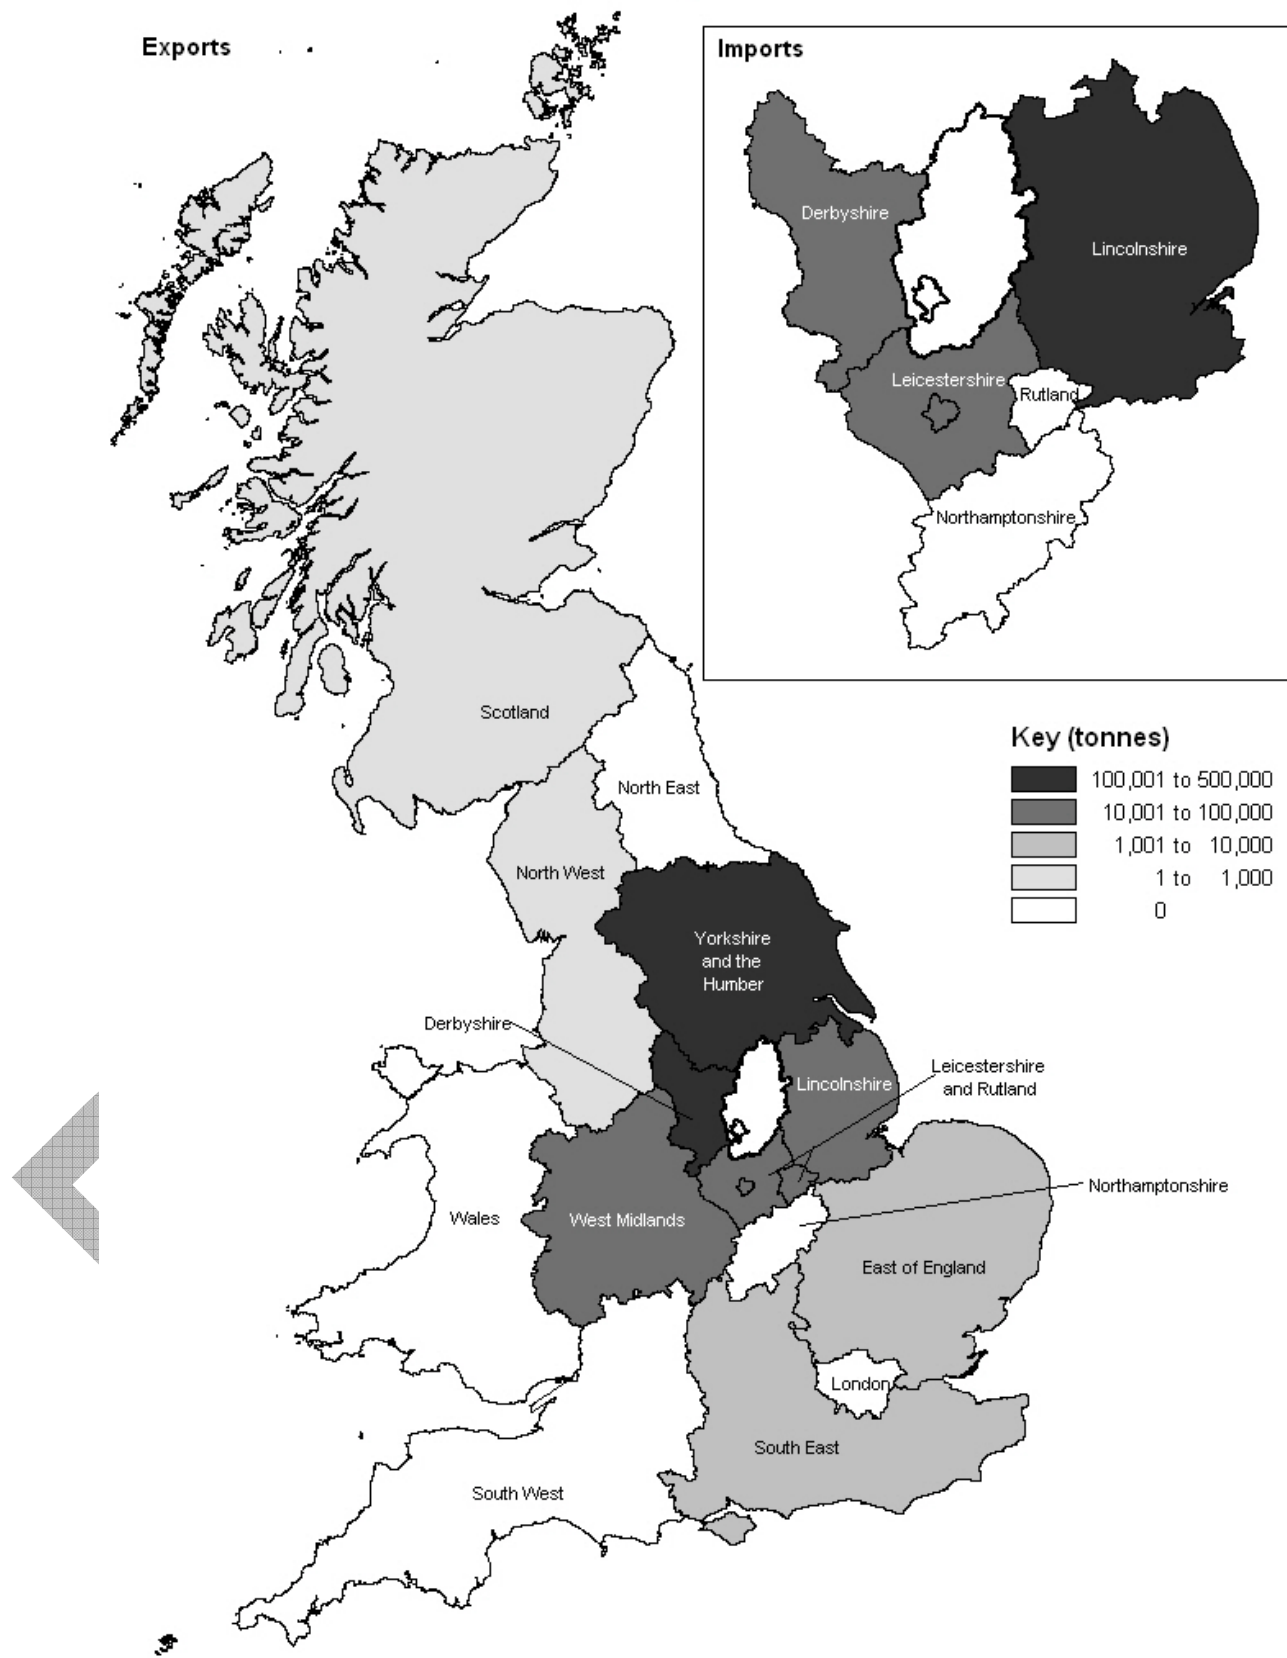 Exports
Imports
Derbyshire
Lincolnshire
Leicestershire
Rutland
Northamptonshire
Scotland
Key (tonnes)
100,001 to 500,000
10,001 to 100,000
1,001 to 10,000
1 to 1,000
0
North East
North West
Yorkshire
and the
Humber
Derbyshire
Lincolnshire
Leicestershire
and Rutland
Northamptonshire
Wales
West Midlands
East of England
London
South East
South West